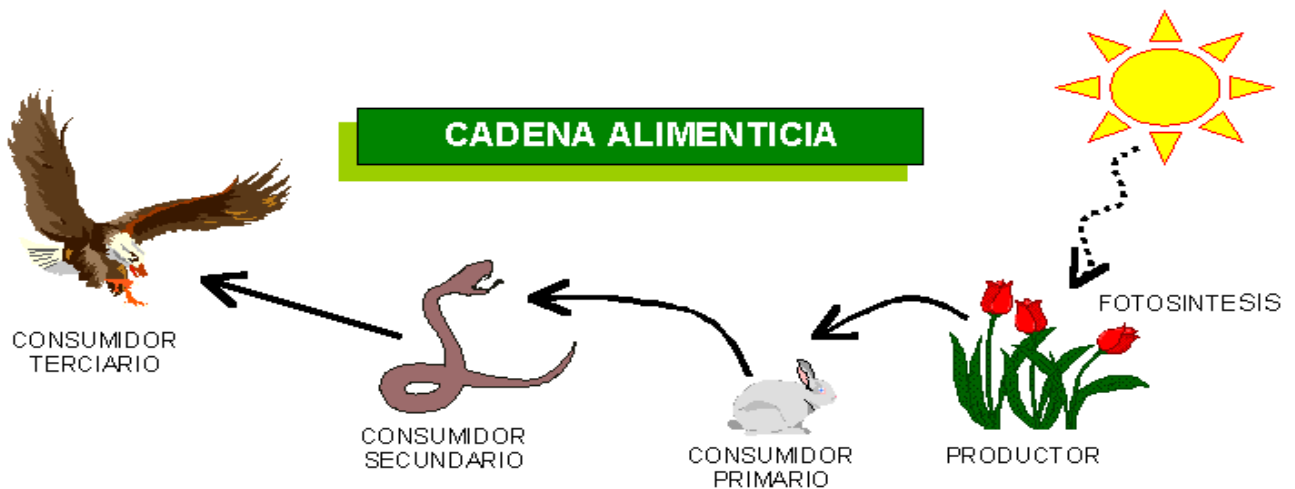 CADENA ALIMENTICIA
FOTOSINTESIS
CONSUMIDOR
TERCIARIO
CONSUMIDOR
SECUNDARIO
CONSUMIDOR
PRIMARIO
PRODUCTOR